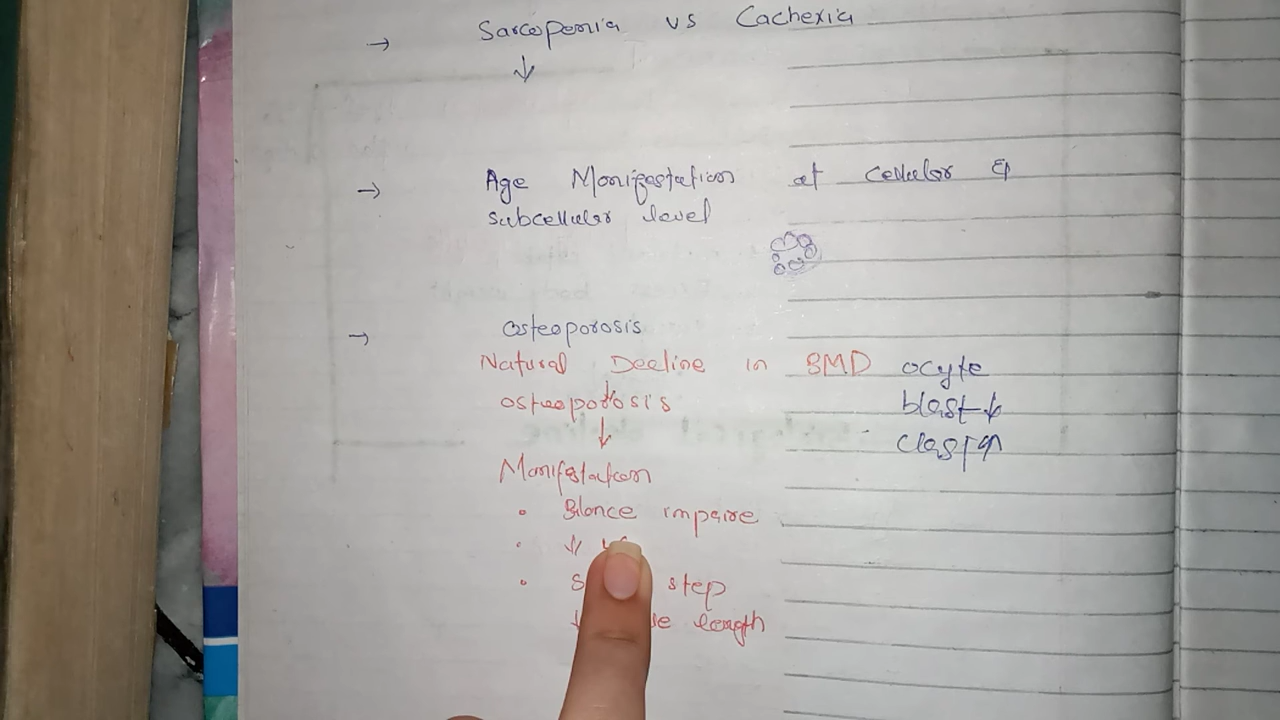 → Sarcopenia vs Cachexia
↓
→ Age Manifestation at cellular &
subcellular level
→ Osteoporosis
Natural Decline in BMD ocyte
↓
osteoporosis blast ↓
↓
clast ↑
Manifestation
• Blance impaire
• ↓
• step
↓ length